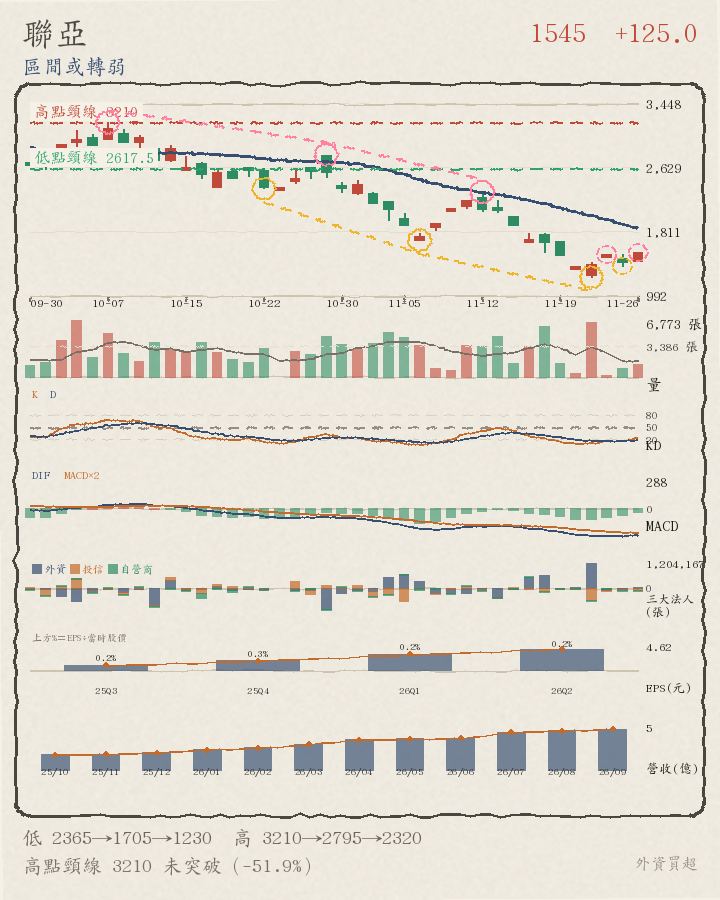 聯亞
1545 +125.0
區間或轉弱
高點頸線 3210
低點頸線 2617.5
3,448
2,629
1,811
992
09-30 10-07 10-15 10-22 10-30 11-05 11-12 11-19 11-26
6,773 張
3,386 張
量
K D
80
50
20
KD
DIF MACD×2
288
0
MACD
外資 投信 自營商
1,204,167
0
三大法人
(張)
上方%=EPS÷當時股價
0.2% 0.3% 0.2% 0.2%
4.62
25Q3 25Q4 26Q1 26Q2
EPS(元)
5
25/10 25/11 25/12 26/01 26/02 26/03 26/04 26/05 26/06 26/07 26/08 26/09
營收(億)
低 2365→1705→1230 高 3210→2795→2320
高點頸線 3210 未突破 (-51.9%)
外資買超